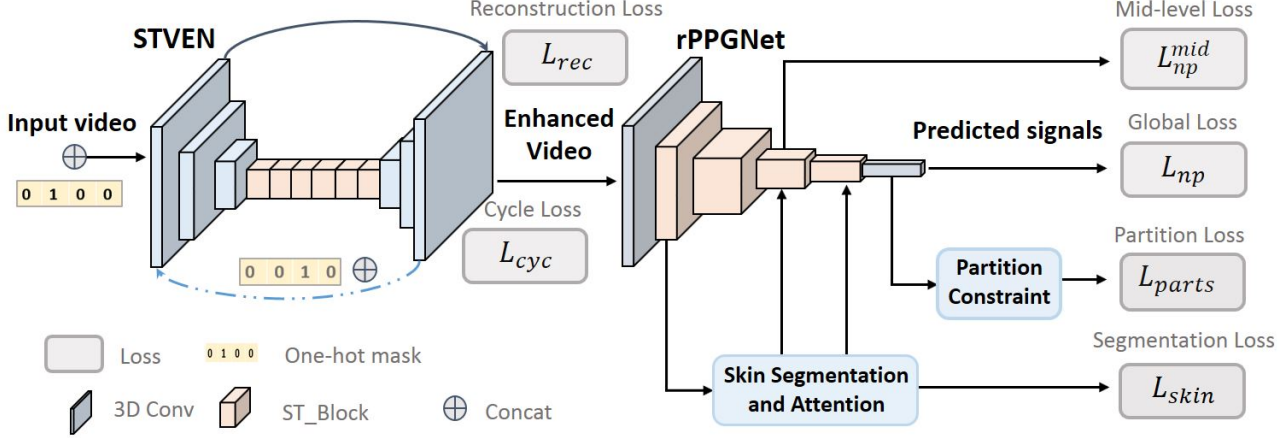 STVEN
Reconstruction Loss
L_rec
rPPGNet
Mid-level Loss
L_np^mid
Input video
0 1 0 0
Enhanced
Video
Predicted signals
Global Loss
L_np
Cycle Loss
L_cyc
0 0 1 0
Partition
Constraint
Partition Loss
L_parts
Skin Segmentation
and Attention
Segmentation Loss
L_skin
Loss
0 1 0 0
One-hot mask
3D Conv
ST_Block
Concat